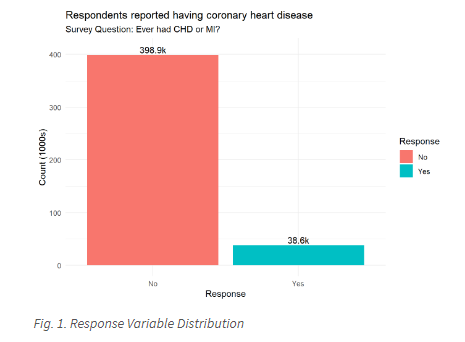 Respondents reported having coronary heart disease
Survey Question: Ever had CHD or MI?
398.9k
400
300
200
100
0
Count (1000s)
38.6k
No
Yes
Response
Response
No
Yes
Fig. 1. Response Variable Distribution